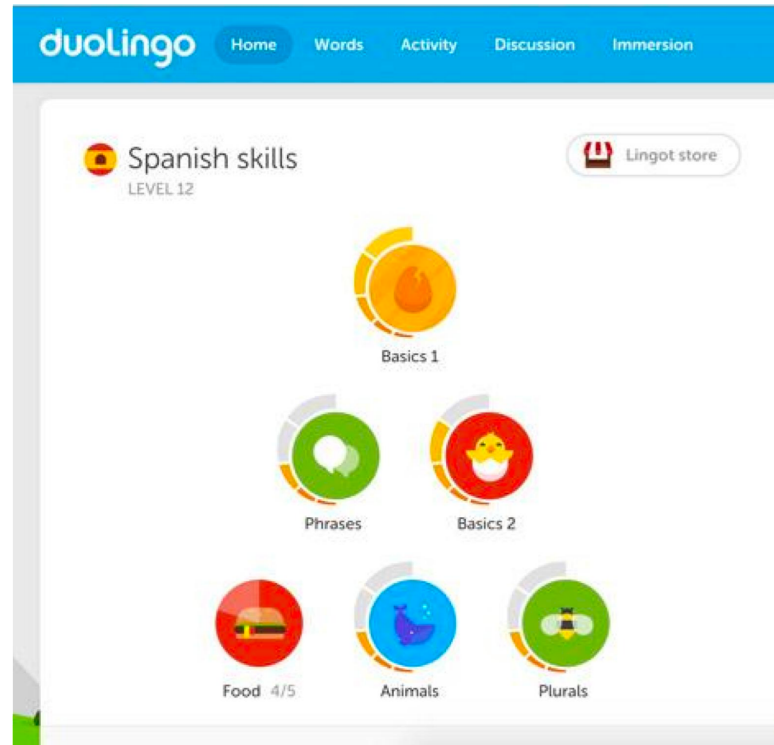 duolingo Home Words Activity Discussion Immersion
Spanish skills
Lingot store
LEVEL 12
Basics 1
Phrases Basics 2
Food 4/5 Animals Plurals